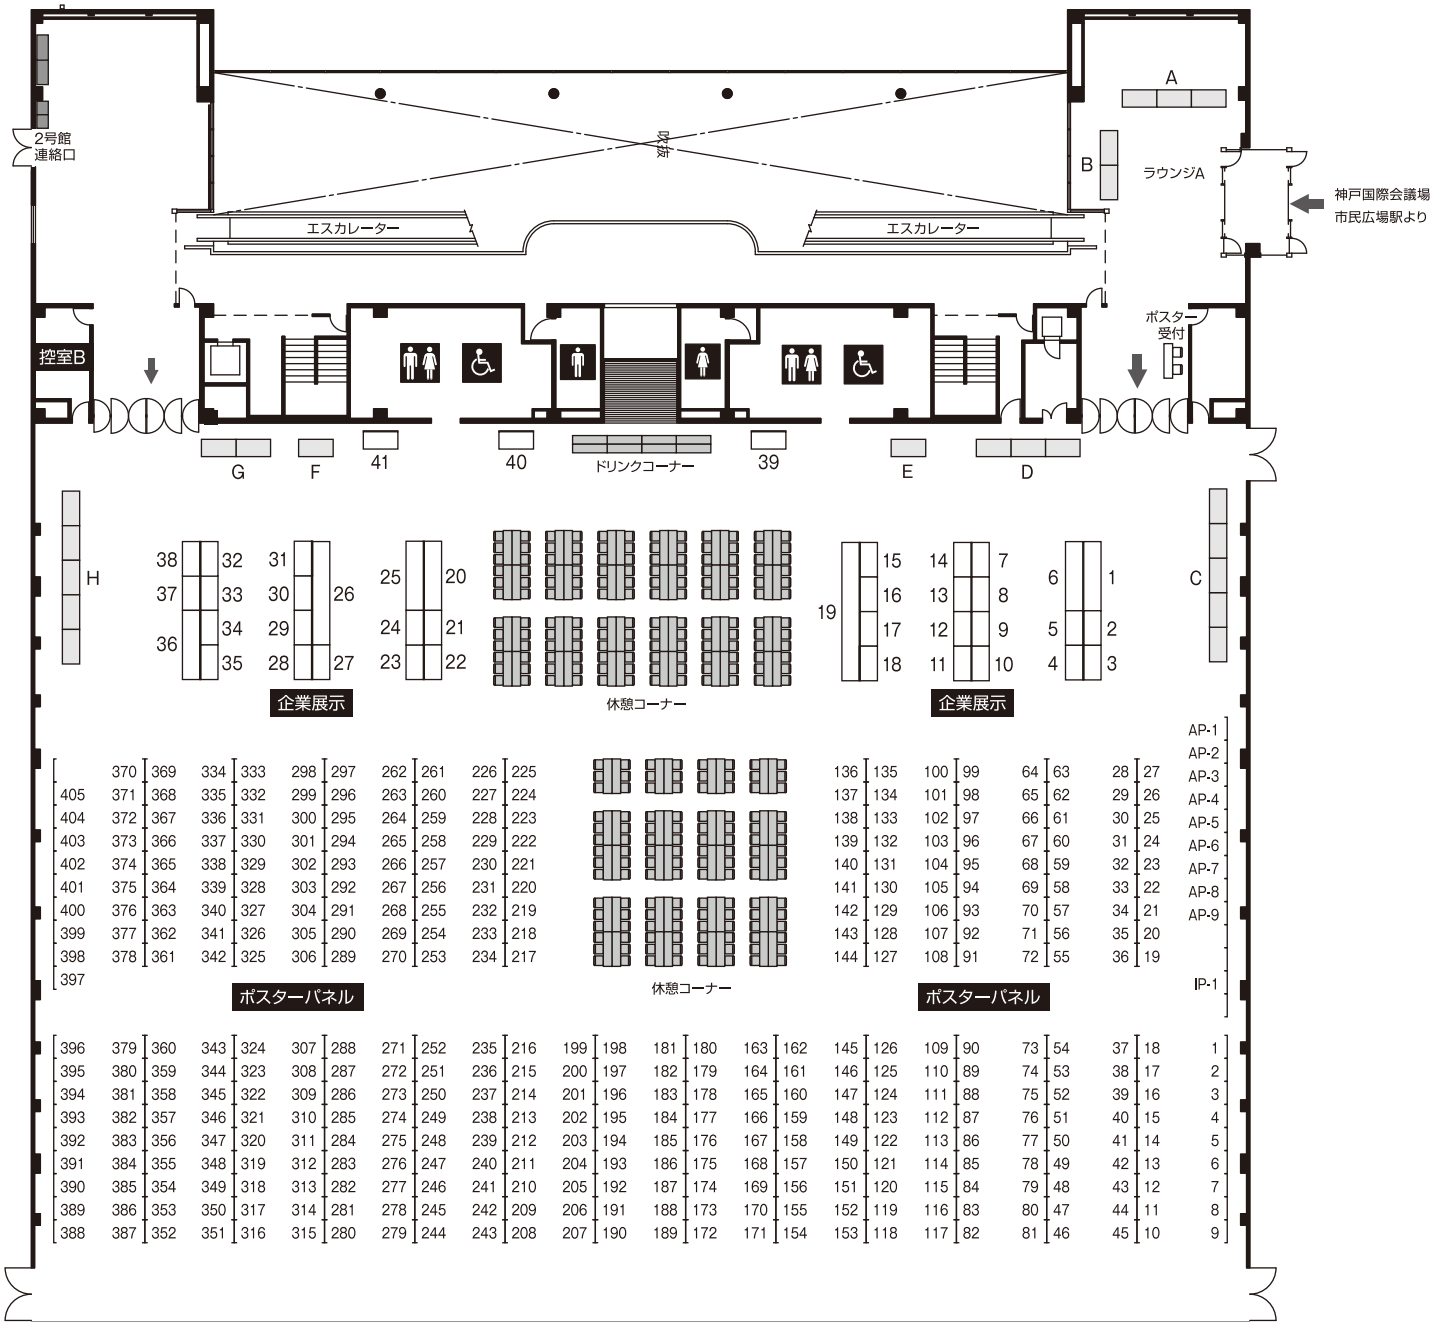 A
2号館
連絡口
吹抜
B
ラウンジA
神戸国際会議場
市民広場駅より
エスカレーター
エスカレーター
ポスター
受付
控室B
G
F
41
40
ドリンクコーナー
39
E
D
H
C
38 32 31 25 20 15 14 7 6 1
37 33 30 26 19 16 13 8
36 34 29 24 21 17 12 9 5 2
35 28 27 23 22 18 11 10 4 3
企業展示
休憩コーナー
企業展示
AP-1
AP-2
370 369 334 333 298 297 262 261 226 225 136 135 100 99 64 63 28 27 AP-3
405 371 368 335 332 299 296 263 260 227 224 137 134 101 98 65 62 29 26 AP-4
404 372 367 336 331 300 295 264 259 228 223 138 133 102 97 66 61 30 25 AP-5
403 373 366 337 330 301 294 265 258 229 222 139 132 103 96 67 60 31 24 AP-6
402 374 365 338 329 302 293 266 257 230 221 140 131 104 95 68 59 32 23 AP-7
401 375 364 339 328 303 292 267 256 231 220 141 130 105 94 69 58 33 22 AP-8
400 376 363 340 327 304 291 268 255 232 219 142 129 106 93 70 57 34 21 AP-9
399 377 362 341 326 305 290 269 254 233 218 143 128 107 92 71 56 35 20
398 378 361 342 325 306 289 270 253 234 217 144 127 108 91 72 55 36 19
397 IP-1
ポスターパネル
休憩コーナー
ポスターパネル
396 379 360 343 324 307 288 271 252 235 216 199 198 181 180 163 162 145 126 109 90 73 54 37 18 1
395 380 359 344 323 308 287 272 251 236 215 200 197 182 179 164 161 146 125 110 89 74 53 38 17 2
394 381 358 345 322 309 286 273 250 237 214 201 196 183 178 165 160 147 124 111 88 75 52 39 16 3
393 382 357 346 321 310 285 274 249 238 213 202 195 184 177 166 159 148 123 112 87 76 51 40 15 4
392 383 356 347 320 311 284 275 248 239 212 203 194 185 176 167 158 149 122 113 86 77 50 41 14 5
391 384 355 348 319 312 283 276 247 240 211 204 193 186 175 168 157 150 121 114 85 78 49 42 13 6
390 385 354 349 318 313 282 277 246 241 210 205 192 187 174 169 156 151 120 115 84 79 48 43 12 7
389 386 353 350 317 314 281 278 245 242 209 206 191 188 173 170 155 152 119 116 83 80 47 44 11 8
388 387 352 351 316 315 280 279 244 243 208 207 190 189 172 171 154 153 118 117 82 81 46 45 10 9